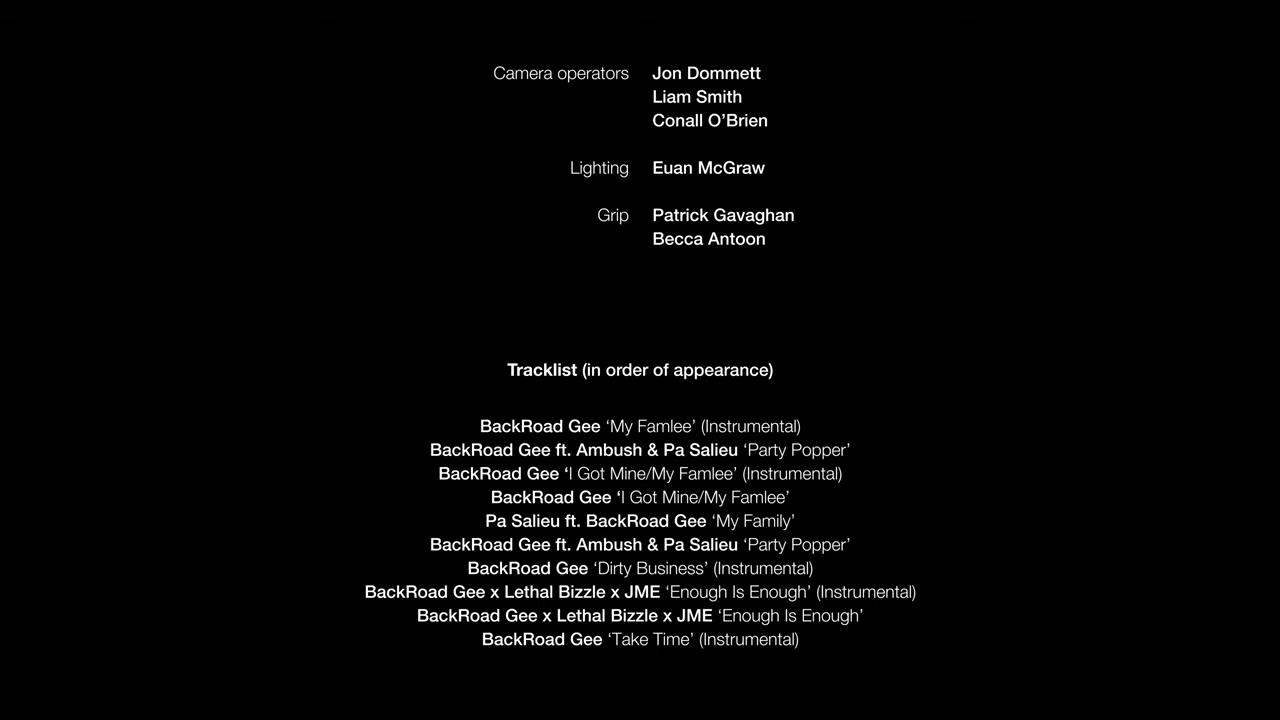 Camera operators Jon Dommett
Liam Smith
Conall O’Brien
Lighting Euan McGraw
Grip Patrick Gavaghan
Becca Antoon
Tracklist (in order of appearance)
BackRoad Gee ‘My Famlee’ (Instrumental)
BackRoad Gee ft. Ambush & Pa Salieu ‘Party Popper’
BackRoad Gee ‘I Got Mine/My Famlee’ (Instrumental)
BackRoad Gee ‘I Got Mine/My Famlee’
Pa Salieu ft. BackRoad Gee ‘My Family’
BackRoad Gee ft. Ambush & Pa Salieu ‘Party Popper’
BackRoad Gee ‘Dirty Business’ (Instrumental)
BackRoad Gee x Lethal Bizzle x JME ‘Enough Is Enough’ (Instrumental)
BackRoad Gee x Lethal Bizzle x JME ‘Enough Is Enough’
BackRoad Gee ‘Take Time’ (Instrumental)